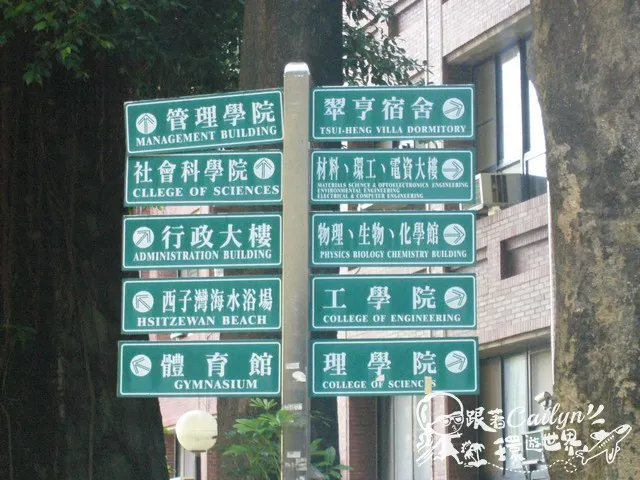 管理學院
MANAGEMENT BUILDING
社會科學院
CLLEGE OF SCIENCES
行政大樓
ADMINISTRATION BUILDING
西子灣海水浴場
HSITZEWAN BEACH
體育館
GYMNASIUM
翠亨宿舍
TSUI-HENG VILLA DORMITORY
材料、環工、電資大樓
MATERIALS SCIENCE & OPTOELECTRONICS ENGINEERING
ENVIRONMENTAL ENGINEERING
ELECTRICAL & COMPUTER ENGINEERING
物理、生物、化學館
PHYSICS BIOLOGY CHEMISTRY BUILDING
工學院
COLLEGE OF ENGINEERING
理學院
COLLEGE OF SCIENCES
跟著Cailyn
環遊世界